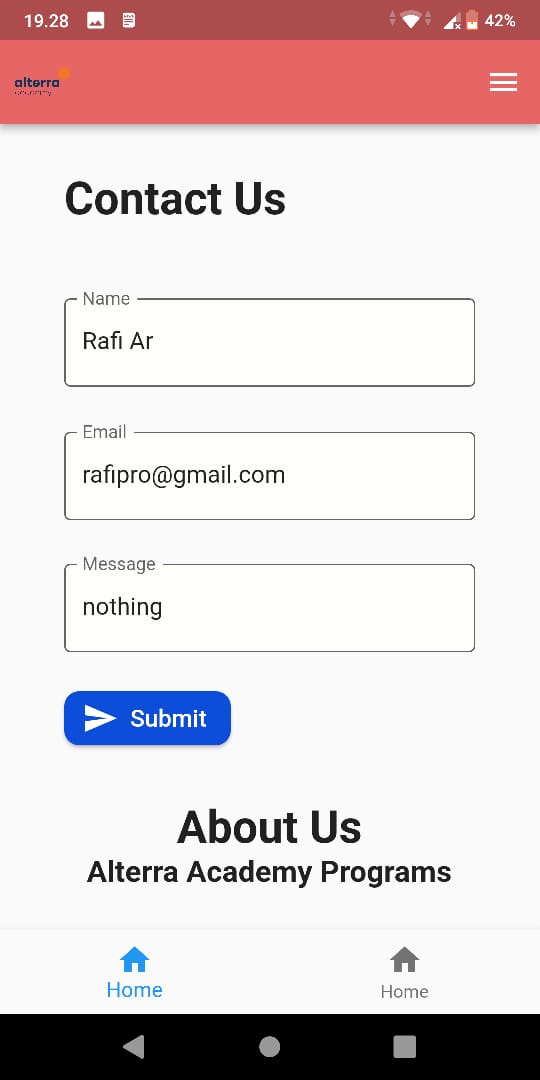 19.28
42%
alterra
academy
Contact Us
Name
Rafi Ar
Email
rafipro@gmail.com
Message
nothing
Submit
About Us
Alterra Academy Programs
Home
Home